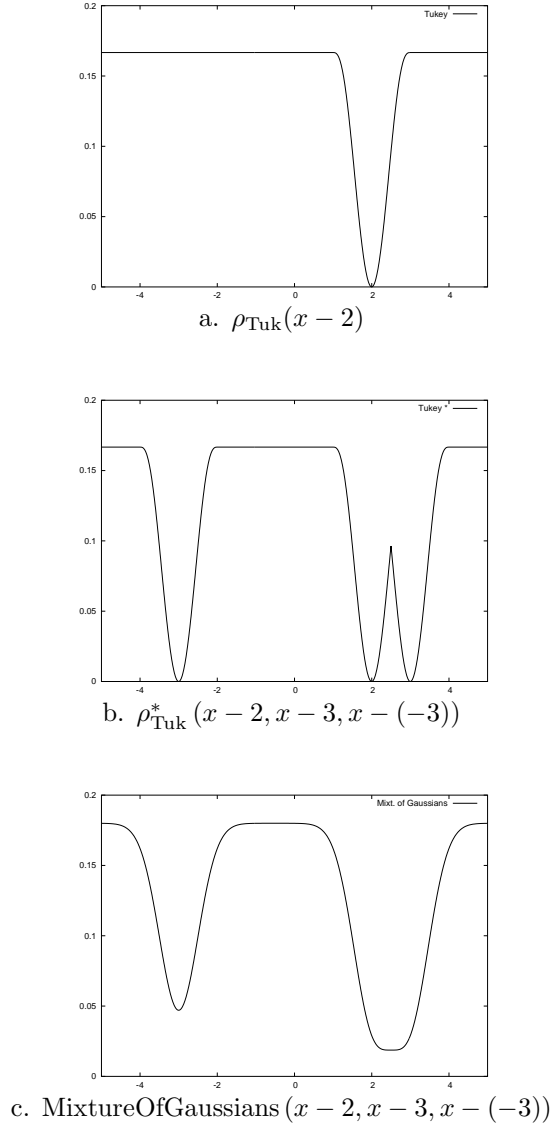 0.2
Tukey
0.15
0.1
0.05
0
-4 -2 0 2 4
a. ρ_Tuk(x − 2)
0.2
Tukey *
0.15
0.1
0.05
0
-4 -2 0 2 4
b. ρ*_Tuk (x − 2, x − 3, x − (−3))
0.2
Mixt. of Gaussians
0.15
0.1
0.05
0
-4 -2 0 2 4
c. MixtureOfGaussians (x − 2, x − 3, x − (−3))